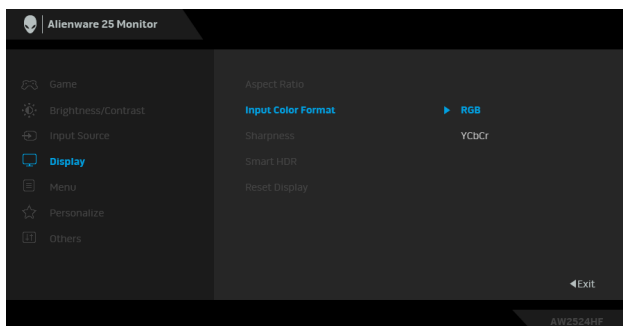 Alienware 25 Monitor
Game
Brightness/Contrast
Input Source
Display
Menu
Personalize
Others
Aspect Ratio
Input Color Format
Sharpness
Smart HDR
Reset Display
RGB
YCbCr
Exit
AW2524HF